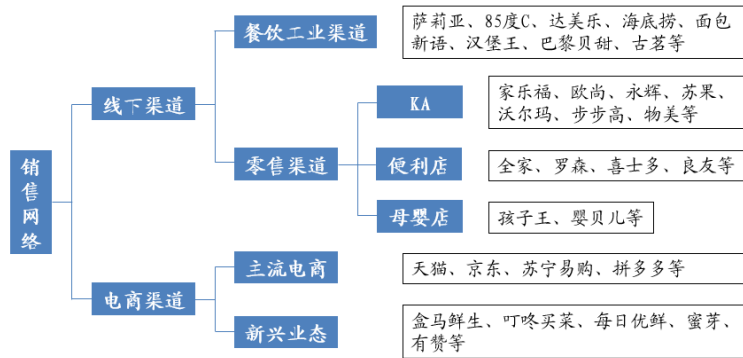 销售网络
线下渠道
餐饮工业渠道
萨莉亚、85度C、达美乐、海底捞、面包
新语、汉堡王、巴黎贝甜、古茗等
零售渠道
KA
家乐福、欧尚、永辉、苏果、
沃尔玛、步步高、物美等
便利店
全家、罗森、喜士多、良友等
母婴店
孩子王、婴贝儿等
电商渠道
主流电商
天猫、京东、苏宁易购、拼多多等
新兴业态
盒马鲜生、叮咚买菜、每日优鲜、蜜芽、
有赞等